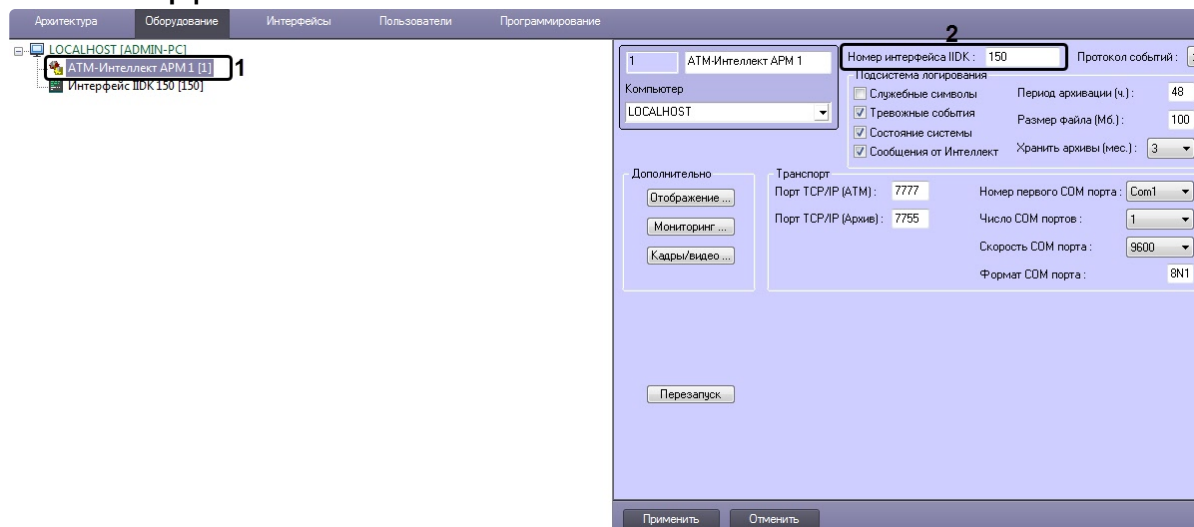 Архитектура Оборудование Интерфейсы Пользователи Программирование
LOCALHOST [ADMIN-PC]
АТМ-Интеллект АРМ 1 [1] 1
Интерфейс IIDK 150 [150]
2
1 АТМ-Интеллект АРМ 1
Компьютер
LOCALHOST
Номер интерфейса IIDK : 150 Протокол событий :
Подсистема логирования
Служебные символы Период архивации (ч.) : 48
Тревожные события Размер файла (Мб.) : 100
Состояние системы
Сообщения от Интеллект Хранить архивы (мес.) : 3
Дополнительно
Отображение ...
Мониторинг ...
Кадры/видео ...
Транспорт
Порт TCP/IP (ATM) : 7777 Номер первого COM порта : Com1
Порт TCP/IP (Архив) : 7755 Число COM портов : 1
Скорость COM порта : 9600
Формат COM порта : 8N1
Перезапуск
Применить Отменить